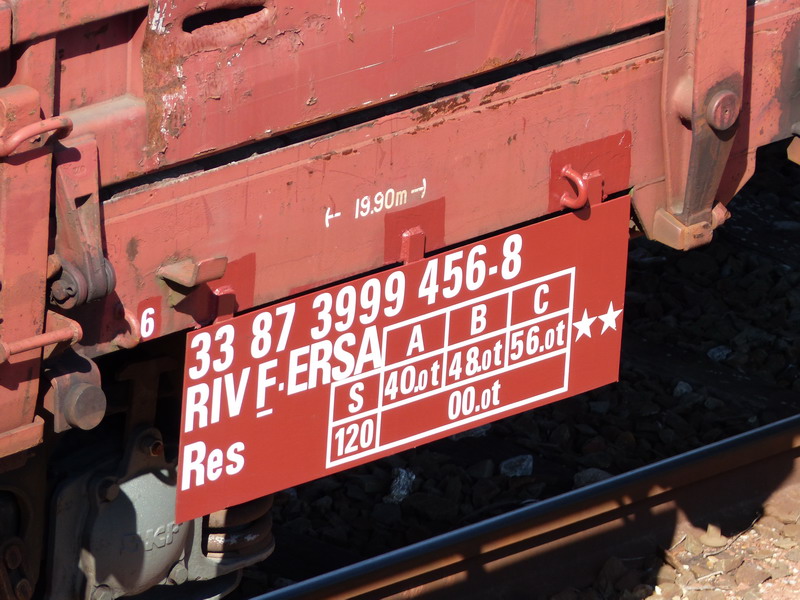 19.90m
6
33 87 3999 456-8
RIV F.ERSA
Res
A B C
S 40.0t 48.0t 56.0t
120 00.0t